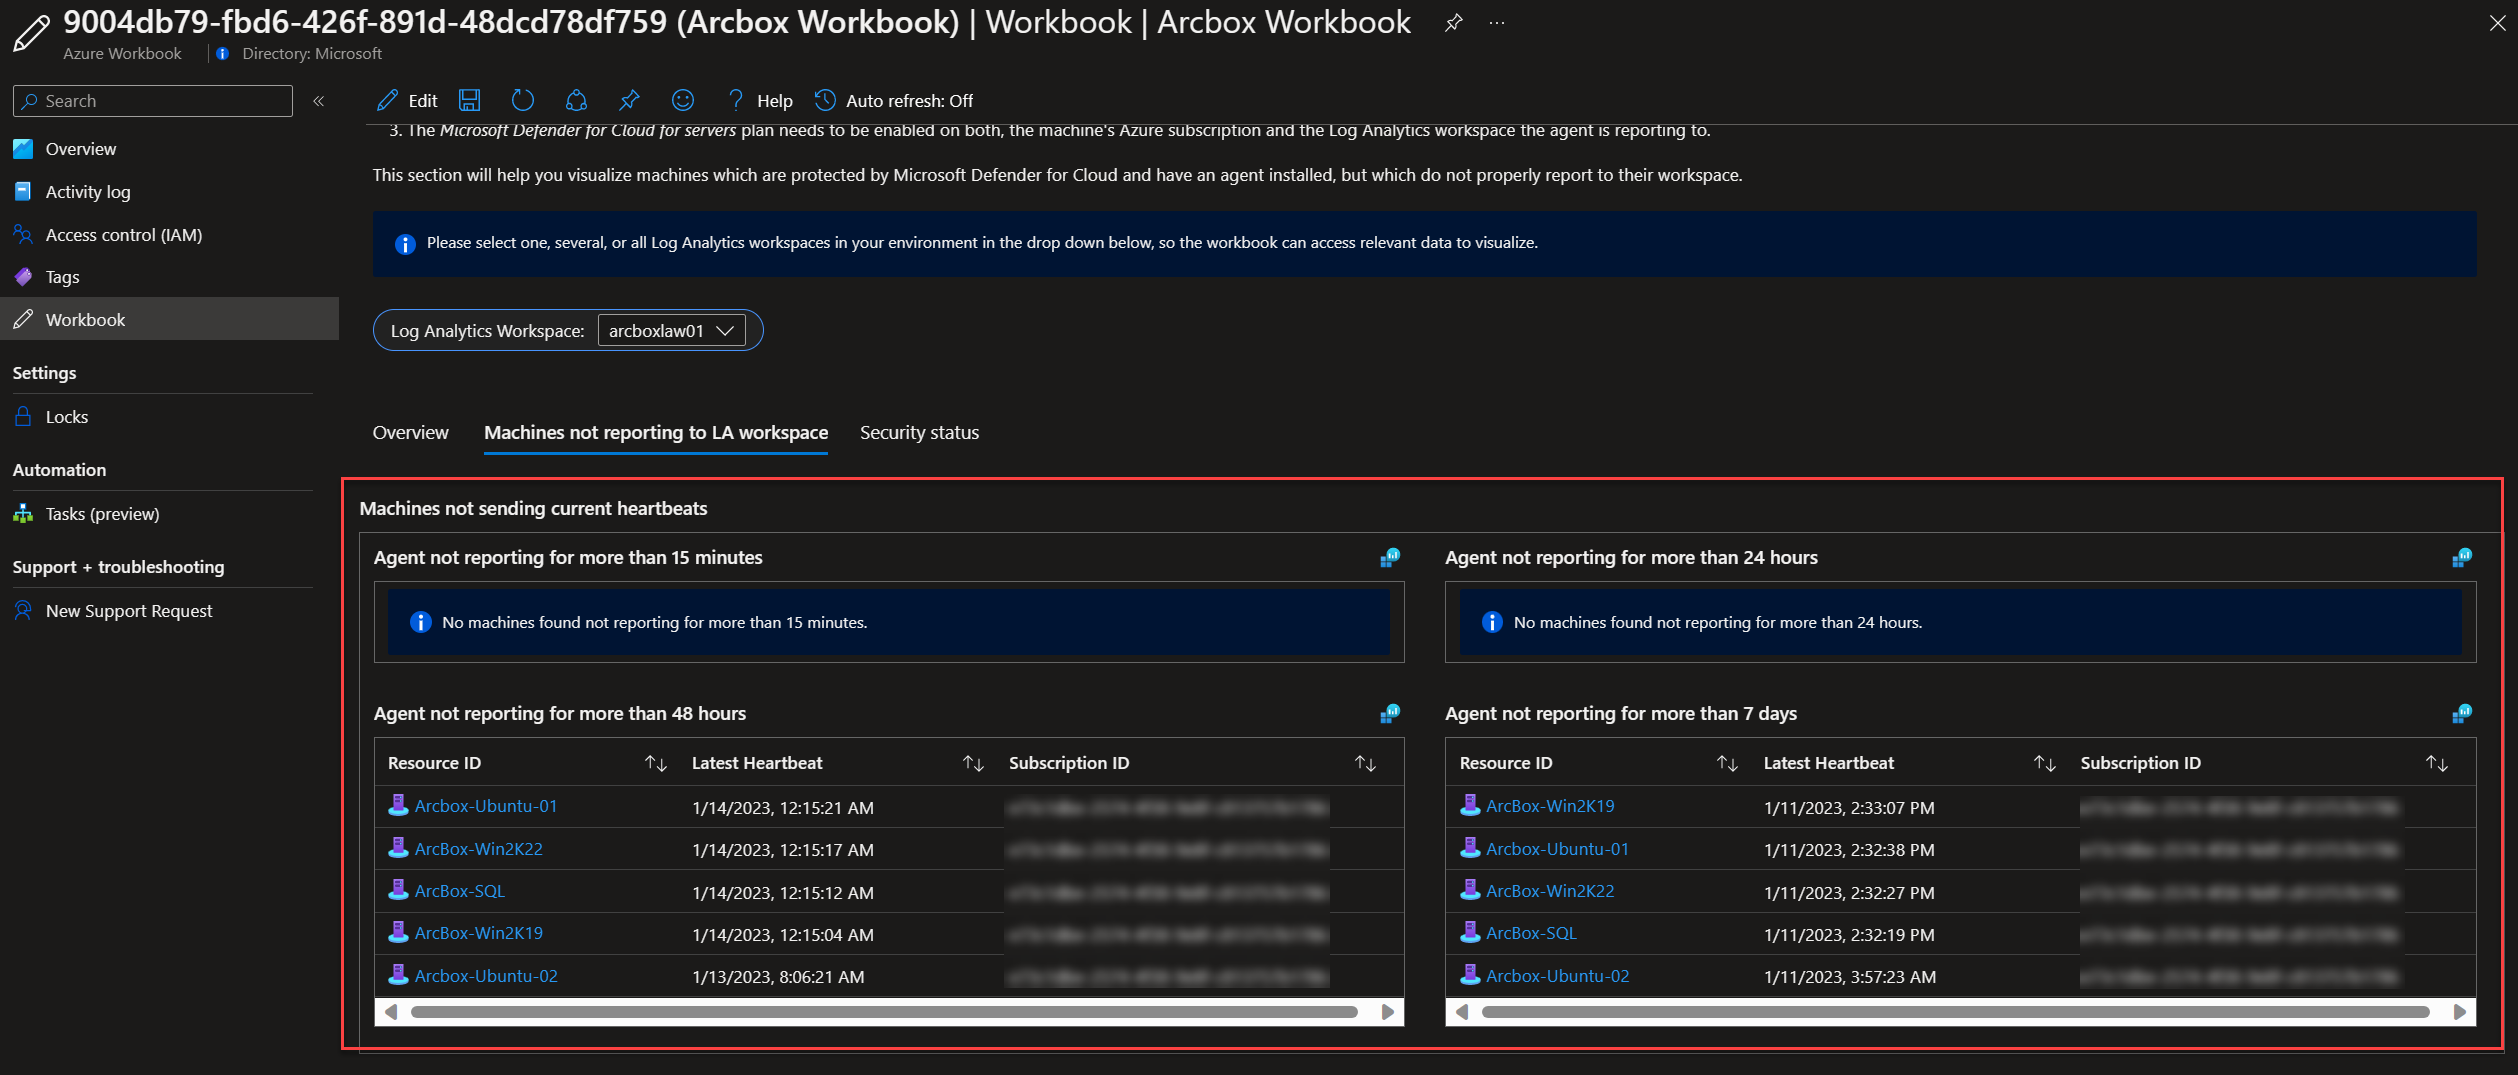 9004db79-fbd6-426f-891d-48dcd78df759 (Arcbox Workbook) | Workbook | Arcbox Workbook
Azure Workbook
Directory: Microsoft
Search
Overview
Activity log
Access control (IAM)
Tags
Workbook
Settings
Locks
Automation
Tasks (preview)
Support + troubleshooting
New Support Request
Edit
Help
Auto refresh: Off
3. The Microsoft Defender for Cloud for servers plan needs to be enabled on both, the machine's Azure subscription and the Log Analytics workspace the agent is reporting to.
This section will help you visualize machines which are protected by Microsoft Defender for Cloud and have an agent installed, but which do not properly report to their workspace.
Please select one, several, or all Log Analytics workspaces in your environment in the drop down below, so the workbook can access relevant data to visualize.
Log Analytics Workspace: arcboxlaw01
Overview Machines not reporting to LA workspace Security status
Machines not sending current heartbeats
Agent not reporting for more than 15 minutes
No machines found not reporting for more than 15 minutes.
Agent not reporting for more than 24 hours
No machines found not reporting for more than 24 hours.
Agent not reporting for more than 48 hours
Resource ID Latest Heartbeat Subscription ID
Arcbox-Ubuntu-01 1/14/2023, 12:15:21 AM
ArcBox-Win2K22 1/14/2023, 12:15:17 AM
ArcBox-SQL 1/14/2023, 12:15:12 AM
ArcBox-Win2K19 1/14/2023, 12:15:04 AM
Arcbox-Ubuntu-02 1/13/2023, 8:06:21 AM
Agent not reporting for more than 7 days
Resource ID Latest Heartbeat Subscription ID
ArcBox-Win2K19 1/11/2023, 2:33:07 PM
Arcbox-Ubuntu-01 1/11/2023, 2:32:38 PM
ArcBox-Win2K22 1/11/2023, 2:32:27 PM
ArcBox-SQL 1/11/2023, 2:32:19 PM
Arcbox-Ubuntu-02 1/11/2023, 3:57:23 AM